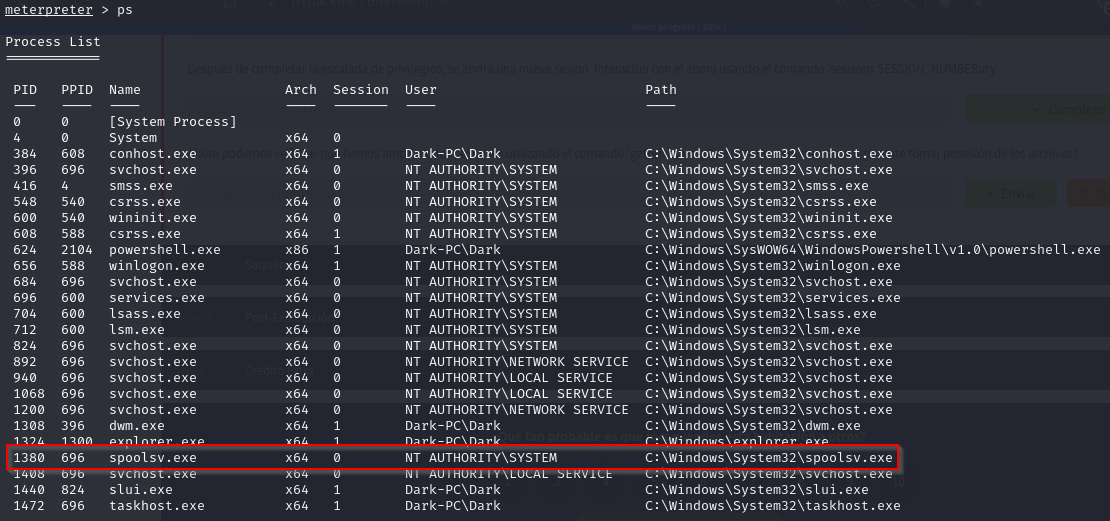 meterpreter > ps
Process List
PID PPID Name Arch Session User Path
0 0 [System Process]
4 0 System x64 0
384 608 conhost.exe x64 1 Dark-PC\Dark C:\Windows\System32\conhost.exe
396 696 svchost.exe x64 0 NT AUTHORITY\SYSTEM C:\Windows\System32\svchost.exe
416 4 smss.exe x64 0 NT AUTHORITY\SYSTEM C:\Windows\System32\smss.exe
548 540 csrss.exe x64 0 NT AUTHORITY\SYSTEM C:\Windows\System32\csrss.exe
600 540 wininit.exe x64 0 NT AUTHORITY\SYSTEM C:\Windows\System32\wininit.exe
608 588 csrss.exe x64 1 NT AUTHORITY\SYSTEM C:\Windows\System32\csrss.exe
624 2104 powershell.exe x86 1 Dark-PC\Dark C:\Windows\SysWOW64\WindowsPowershell\v1.0\powershell.exe
656 588 winlogon.exe x64 1 NT AUTHORITY\SYSTEM C:\Windows\System32\winlogon.exe
684 696 svchost.exe x64 0 NT AUTHORITY\SYSTEM C:\Windows\System32\svchost.exe
696 600 services.exe x64 0 NT AUTHORITY\SYSTEM C:\Windows\System32\services.exe
704 600 lsass.exe x64 0 NT AUTHORITY\SYSTEM C:\Windows\System32\lsass.exe
712 600 lsm.exe x64 0 NT AUTHORITY\SYSTEM C:\Windows\System32\lsm.exe
824 696 svchost.exe x64 0 NT AUTHORITY\SYSTEM C:\Windows\System32\svchost.exe
892 696 svchost.exe x64 0 NT AUTHORITY\NETWORK SERVICE C:\Windows\System32\svchost.exe
940 696 svchost.exe x64 0 NT AUTHORITY\LOCAL SERVICE C:\Windows\System32\svchost.exe
1068 696 svchost.exe x64 0 NT AUTHORITY\LOCAL SERVICE C:\Windows\System32\svchost.exe
1200 696 svchost.exe x64 0 NT AUTHORITY\NETWORK SERVICE C:\Windows\System32\svchost.exe
1308 396 dwm.exe x64 1 Dark-PC\Dark C:\Windows\System32\dwm.exe
1324 1300 explorer.exe x64 1 Dark-PC\Dark C:\Windows\explorer.exe
1380 696 spoolsv.exe x64 0 NT AUTHORITY\SYSTEM C:\Windows\System32\spoolsv.exe
1408 696 svchost.exe x64 0 NT AUTHORITY\LOCAL SERVICE C:\Windows\System32\svchost.exe
1440 824 slui.exe x64 1 Dark-PC\Dark C:\Windows\System32\slui.exe
1472 696 taskhost.exe x64 1 Dark-PC\Dark C:\Windows\System32\taskhost.exe